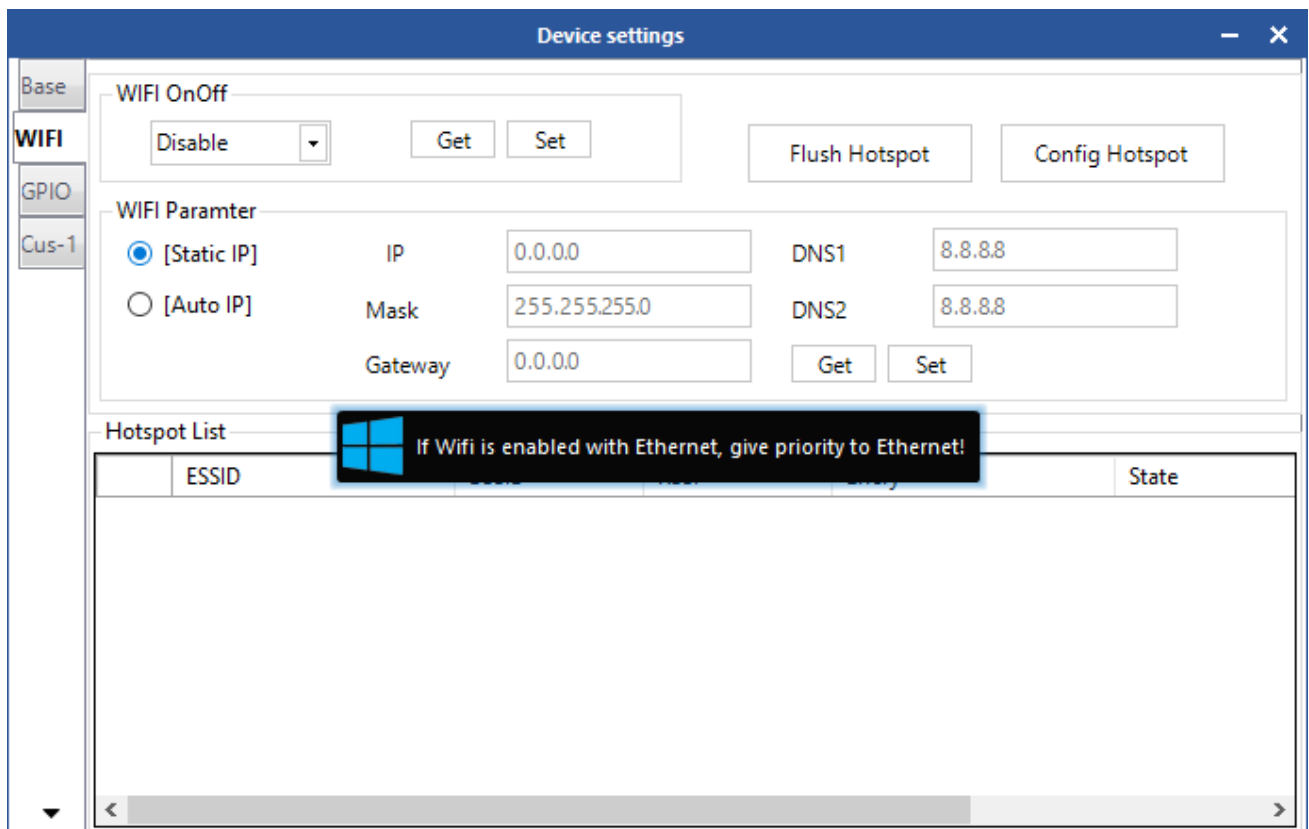 Device settings
Base
WIFI
GPIO
Cus-1
WIFI OnOff
Disable
Get
Set
Flush Hotspot
Config Hotspot
WIFI Paramter
[Static IP]
[Auto IP]
IP
0.0.0.0
Mask
255.255.255.0
Gateway
0.0.0.0
DNS1
8.8.8.8
DNS2
8.8.8.8
Get
Set
Hotspot List
If Wifi is enabled with Ethernet, give priority to Ethernet!
ESSID
State